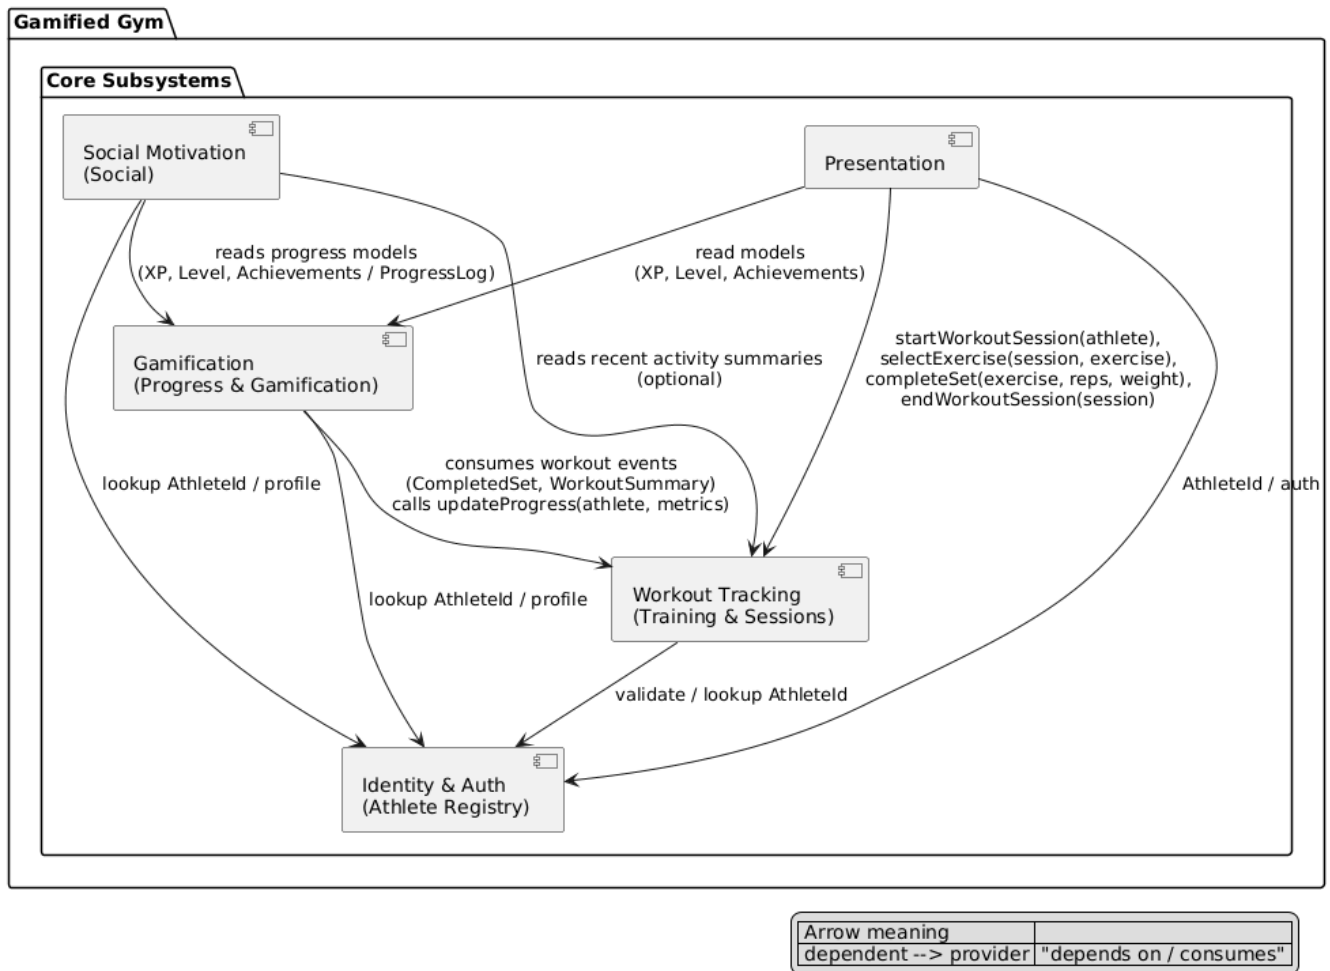 Gamified Gym
Core Subsystems
Social Motivation
(Social)
Presentation
reads progress models
(XP, Level, Achievements / ProgressLog)
read models
(XP, Level, Achievements)
Gamification
(Progress & Gamification)
reads recent activity summaries
(optional)
startWorkoutSession(athlete),
selectExercise(session, exercise),
completeSet(exercise, reps, weight),
endWorkoutSession(session)
lookup AthleteId / profile
consumes workout events
(CompletedSet, WorkoutSummary)
calls updateProgress(athlete, metrics)
AthleteId / auth
lookup AthleteId / profile
Workout Tracking
(Training & Sessions)
validate / lookup AthleteId
Identity & Auth
(Athlete Registry)
Arrow meaning
dependent --> provider "depends on / consumes"